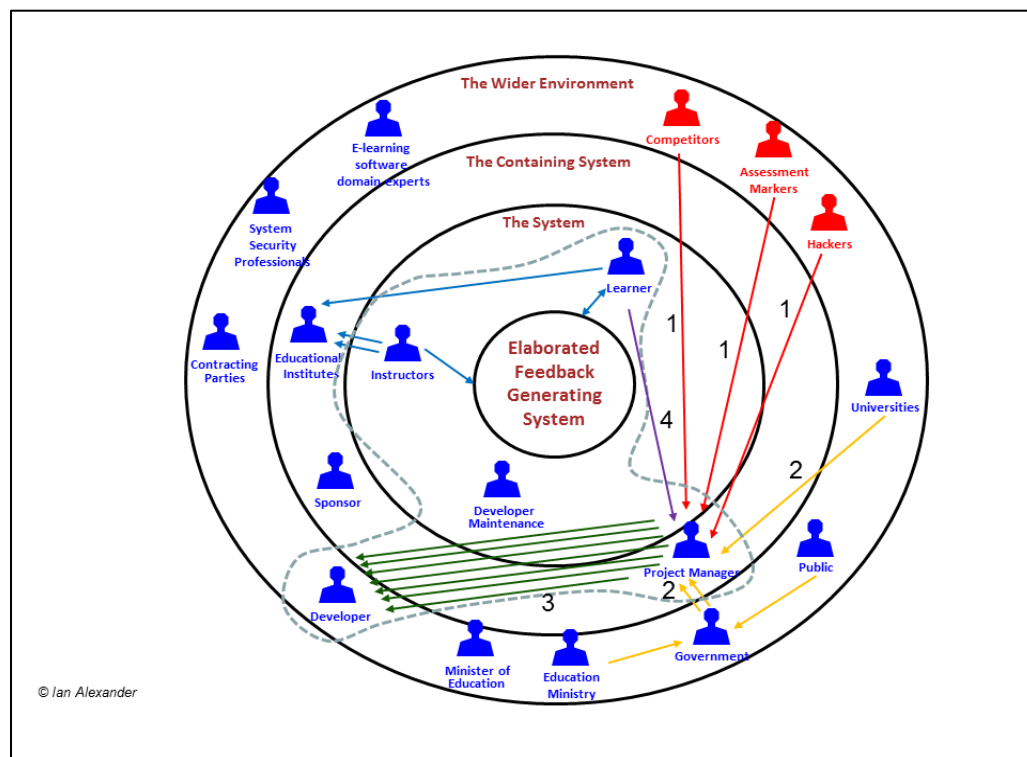 The Wider Environment
Competitors
E-learning
software
domain experts
The Containing System
Assessment
Markers
The System
System
Security
Professionals
Hackers
Learner
1
1
1
Contracting
Parties
Educational
Institutes
Instructors
Elaborated
Feedback
Generating
System
Universities
4
2
Sponsor
Developer
Maintenance
Project Manager
Public
2
3
Developer
Government
Minister of
Education
Education
Ministry
© Ian Alexander